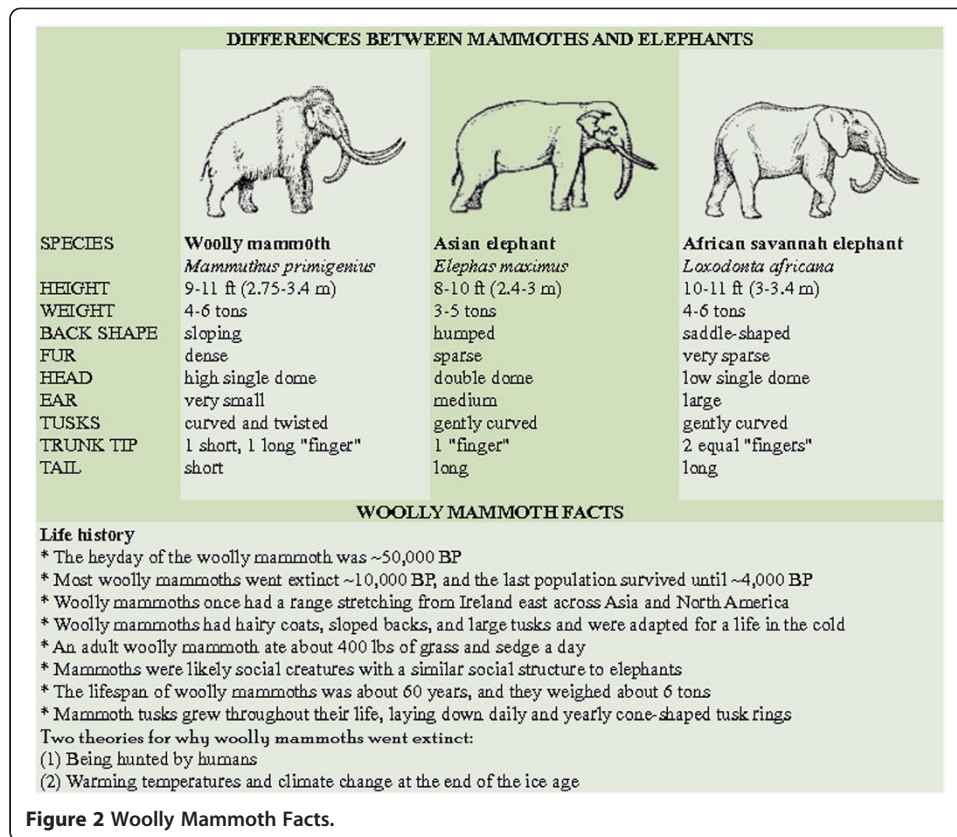 DIFFERENCES BETWEEN MAMMOTHS AND ELEPHANTS
SPECIES Woolly mammoth Asian elephant African savannah elephant
Mammuthus primigenius Elephas maximus Loxodonta africana
HEIGHT 9-11 ft (2.75-3.4 m) 8-10 ft (2.4-3 m) 10-11 ft (3-3.4 m)
WEIGHT 4-6 tons 3-5 tons 4-6 tons
BACK SHAPE sloping humped saddle-shaped
FUR dense sparse very sparse
HEAD high single dome double dome low single dome
EAR very small medium large
TUSKS curved and twisted gently curved gently curved
TRUNK TIP 1 short, 1 long "finger" 1 "finger" 2 equal "fingers"
TAIL short long long
WOOLLY MAMMOTH FACTS
Life history
* The heyday of the woolly mammoth was ~50,000 BP
* Most woolly mammoths went extinct ~10,000 BP, and the last population survived until ~4,000 BP
* Woolly mammoths once had a range stretching from Ireland east across Asia and North America
* Woolly mammoths had hairy coats, sloped backs, and large tusks and were adapted for a life in the cold
* An adult woolly mammoth ate about 400 lbs of grass and sedge a day
* Mammoths were likely social creatures with a similar social structure to elephants
* The lifespan of woolly mammoths was about 60 years, and they weighed about 6 tons
* Mammoth tusks grew throughout their life, laying down daily and yearly cone-shaped tusk rings
Two theories for why woolly mammoths went extinct:
(1) Being hunted by humans
(2) Warming temperatures and climate change at the end of the ice age
Figure 2 Woolly Mammoth Facts.